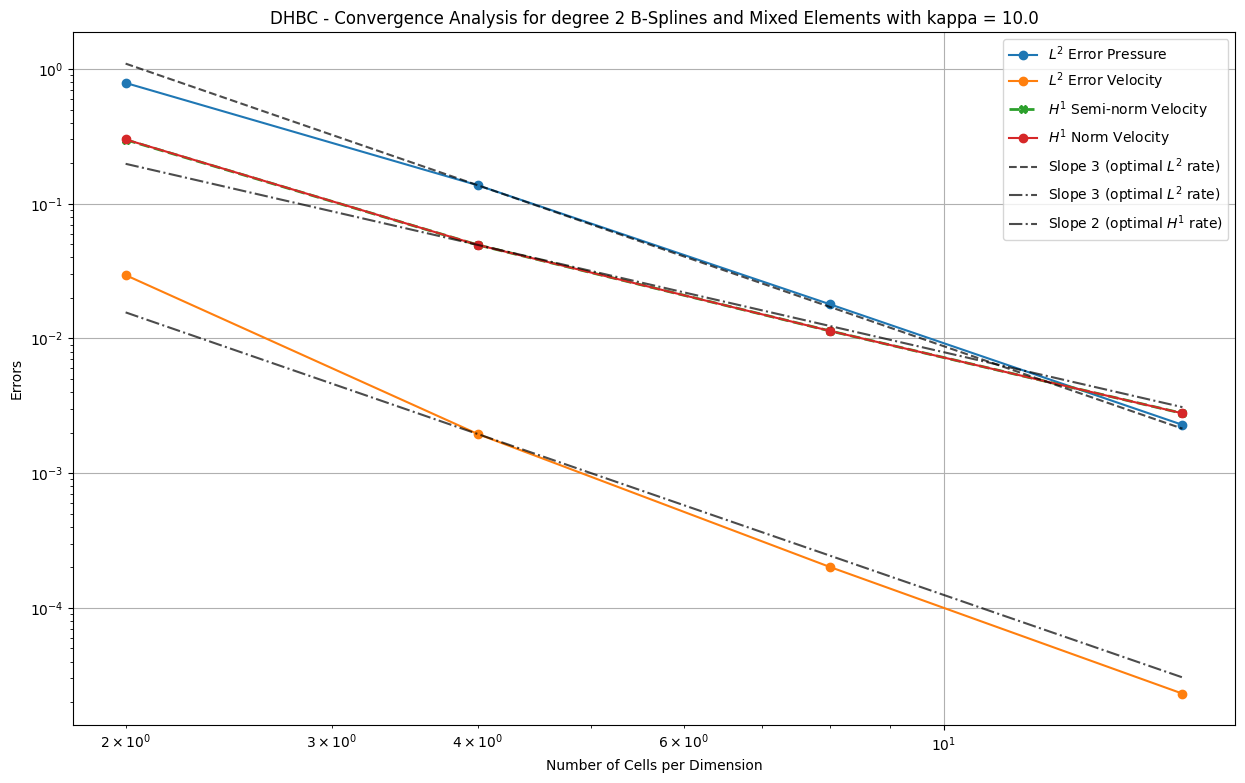 DHBC - Convergence Analysis for degree 2 B-Splines and Mixed Elements with kappa = 10.0
L² Error Pressure
L² Error Velocity
H¹ Semi-norm Velocity
H¹ Norm Velocity
Slope 3 (optimal L² rate)
Slope 3 (optimal L² rate)
Slope 2 (optimal H¹ rate)
10⁰
10⁻¹
10⁻²
10⁻³
10⁻⁴
Errors
2 × 10⁰ 3 × 10⁰ 4 × 10⁰ 6 × 10⁰ 10¹
Number of Cells per Dimension